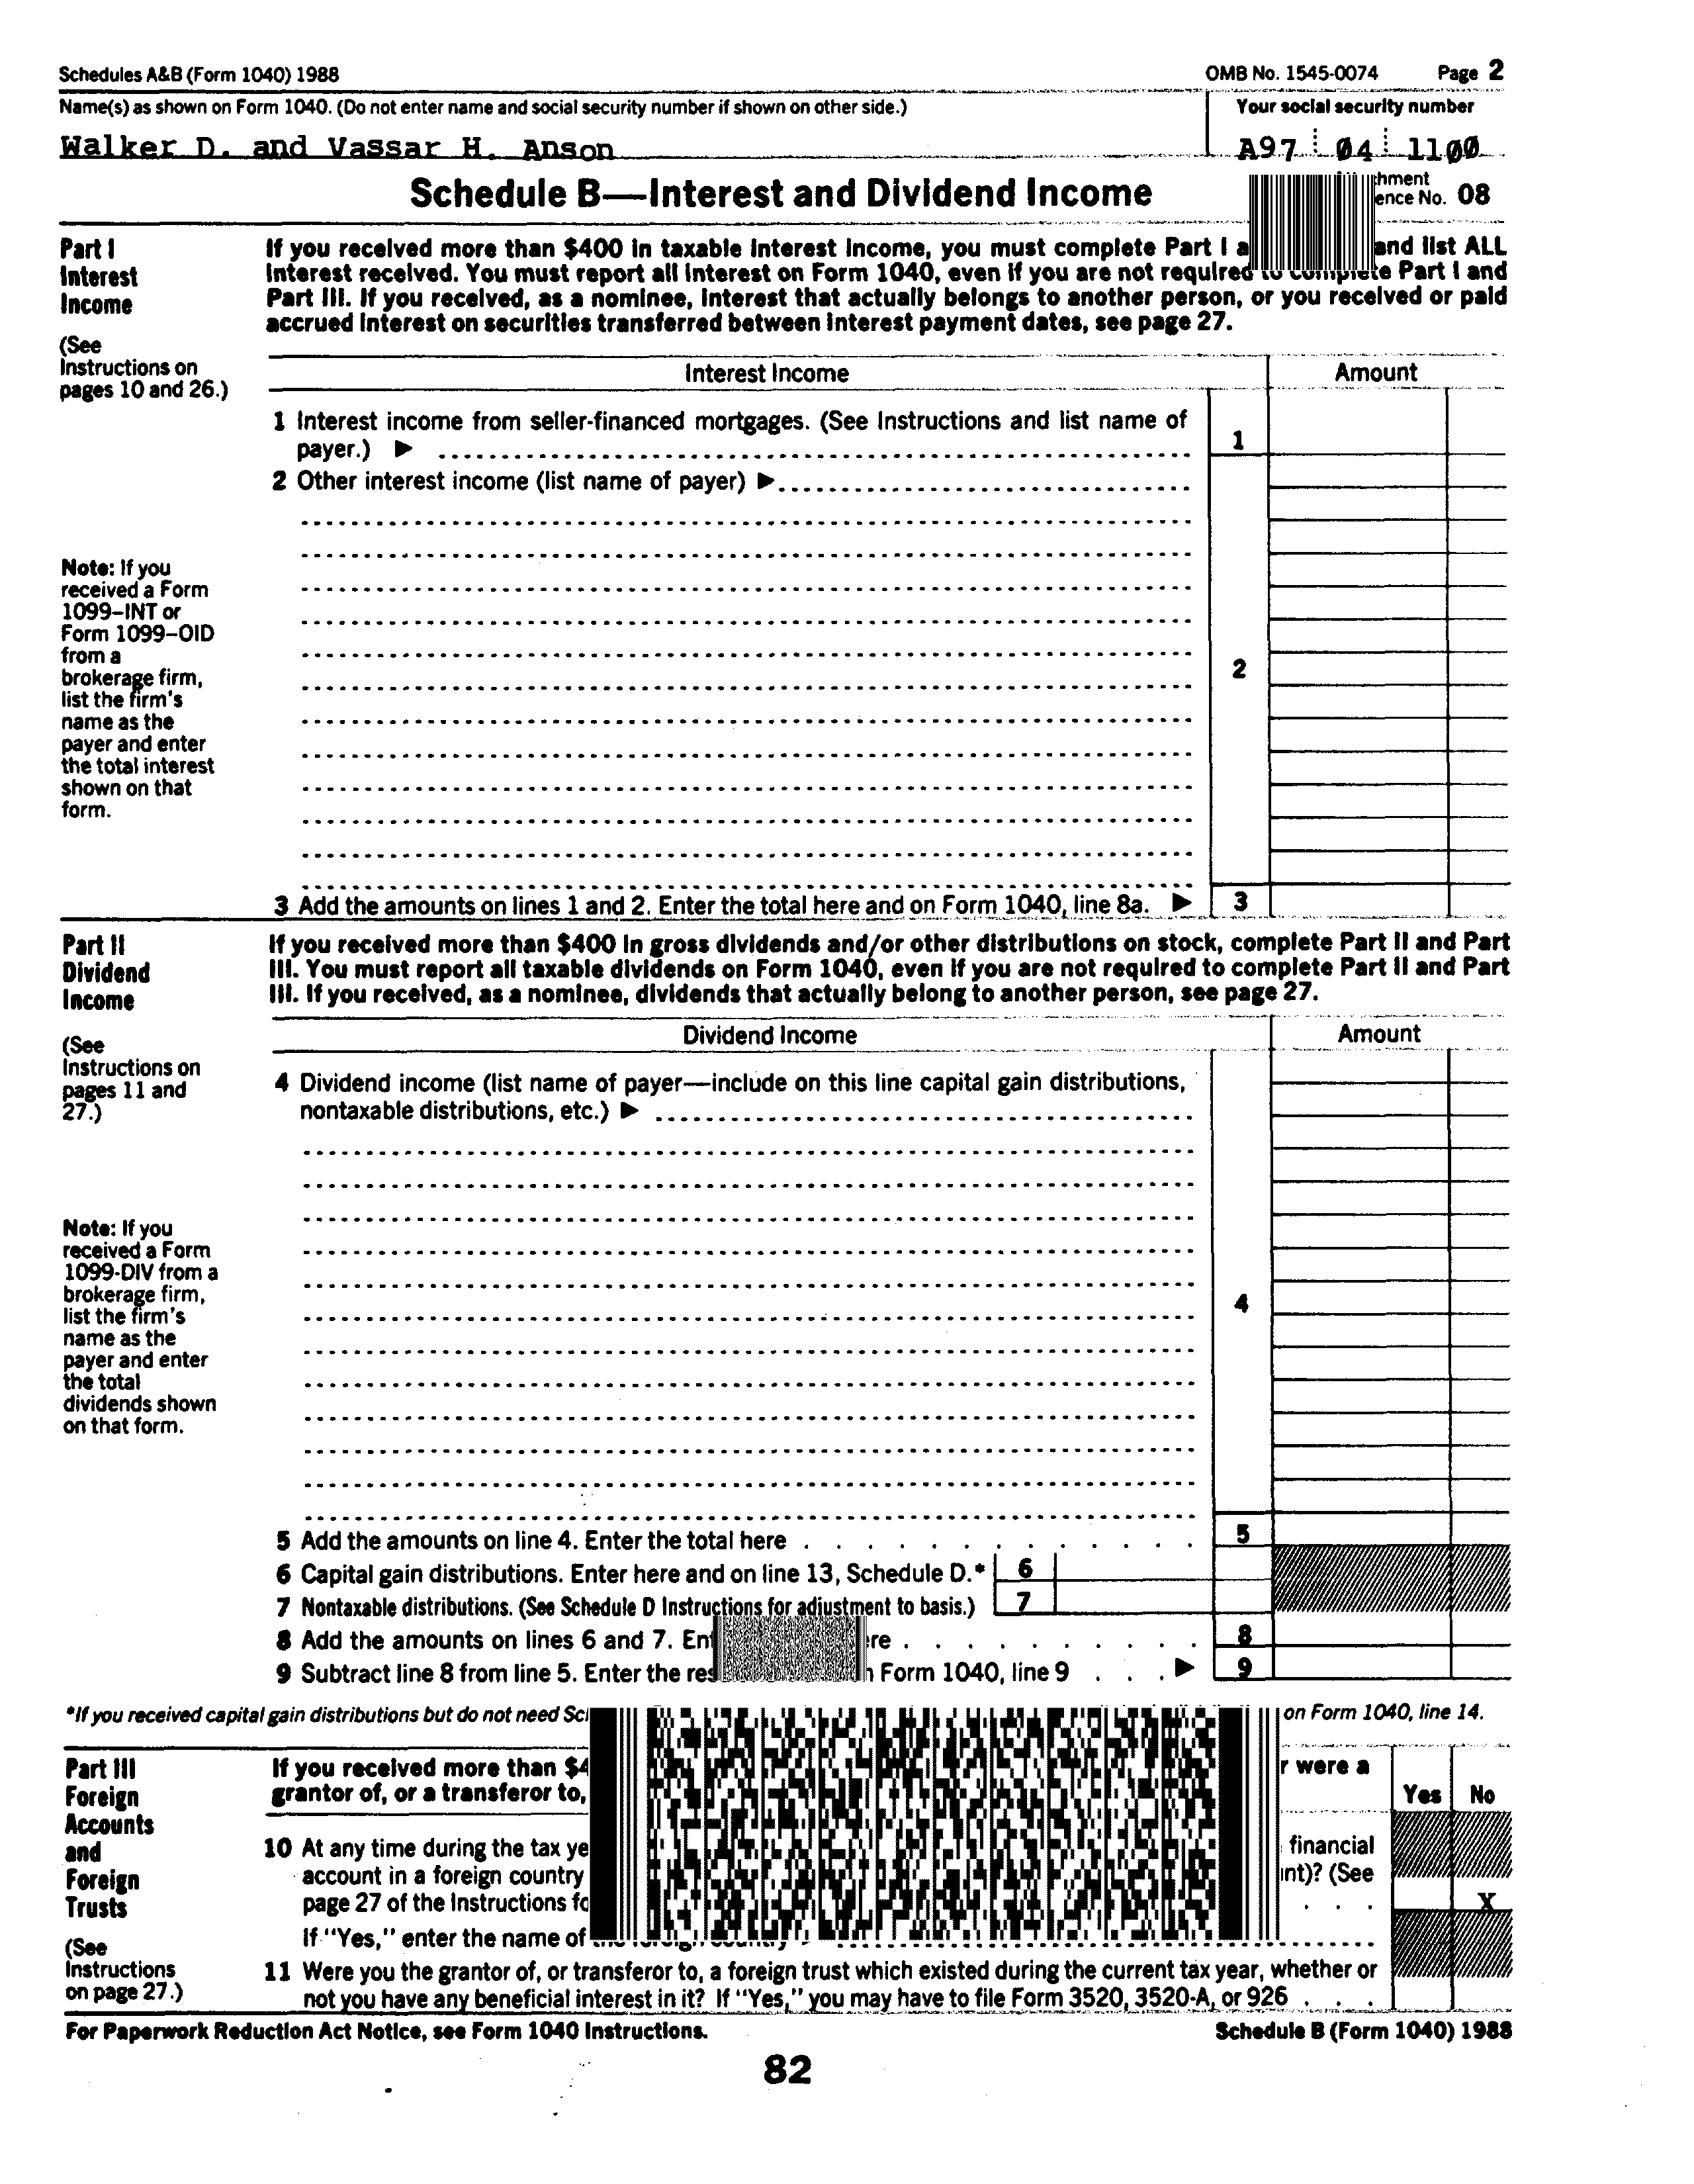 Schedules A&B (Form 1040) 1988 OMB No. 1545-0074 Page 2
Name(s) as shown on Form 1040. (Do not enter name and social security number if shown on other side.) Your social security number
Walker D. and Vassar H. Anson A97 04 1100
Schedule B—Interest and Dividend Income
No. 08
Part I
Interest
Income
(See
Instructions on
pages 10 and 26.)
If you received more than $400 in taxable interest income, you must complete Part I and list ALL
interest received. You must report all interest on Form 1040, even if you are not required to complete Part I and
Part III. If you received, as a nominee, interest that actually belongs to another person, or you received or paid
accrued interest on securities transferred between interest payment dates, see page 27.
Interest Income Amount
1 Interest income from seller-financed mortgages. (See Instructions and list name of
payer.) ► 1
2 Other interest income (list name of payer) ►
Note: If you
received a Form
1099–INT or
Form 1099–OID
from a
brokerage firm,
list the firm's
name as the
payer and enter
the total interest
shown on that
form.
2
3 Add the amounts on lines 1 and 2. Enter the total here and on Form 1040, line 8a. ► 3
Part II
Dividend
Income
(See
Instructions on
pages 11 and
27.)
If you received more than $400 in gross dividends and/or other distributions on stock, complete Part II and Part
III. You must report all taxable dividends on Form 1040, even if you are not required to complete Part II and Part
III. If you received, as a nominee, dividends that actually belong to another person, see page 27.
Dividend Income Amount
4 Dividend income (list name of payer—include on this line capital gain distributions,
nontaxable distributions, etc.) ►
Note: If you
received a Form
1099-DIV from a
brokerage firm,
list the firm's
name as the
payer and enter
the total
dividends shown
on that form.
4
5 Add the amounts on line 4. Enter the total here 5
6 Capital gain distributions. Enter here and on line 13, Schedule D.* 6
7 Nontaxable distributions. (See Schedule D Instructions for adjustment to basis.) 7
8 Add the amounts on lines 6 and 7. 8
9 Subtract line 8 from line 5. Enter the Form 1040, line 9 ► 9
*If you received capital gain distributions but do not need on Form 1040, line 14.
Part III
Foreign
Accounts
and
Foreign
Trusts
(See
Instructions
on page 27.)
If you received more than were a
grantor of, or a transferor to,
Yes No
10 At any time during the tax financial
account in a foreign country (See
page 27 of the Instructions X
If "Yes," enter the name of
11 Were you the grantor of, or transferor to, a foreign trust which existed during the current tax year, whether or
not you have any beneficial interest in it? If "Yes," you may have to file Form 3520, 3520-A, or 926
For Paperwork Reduction Act Notice, see Form 1040 Instructions. Schedule B (Form 1040) 1988
82